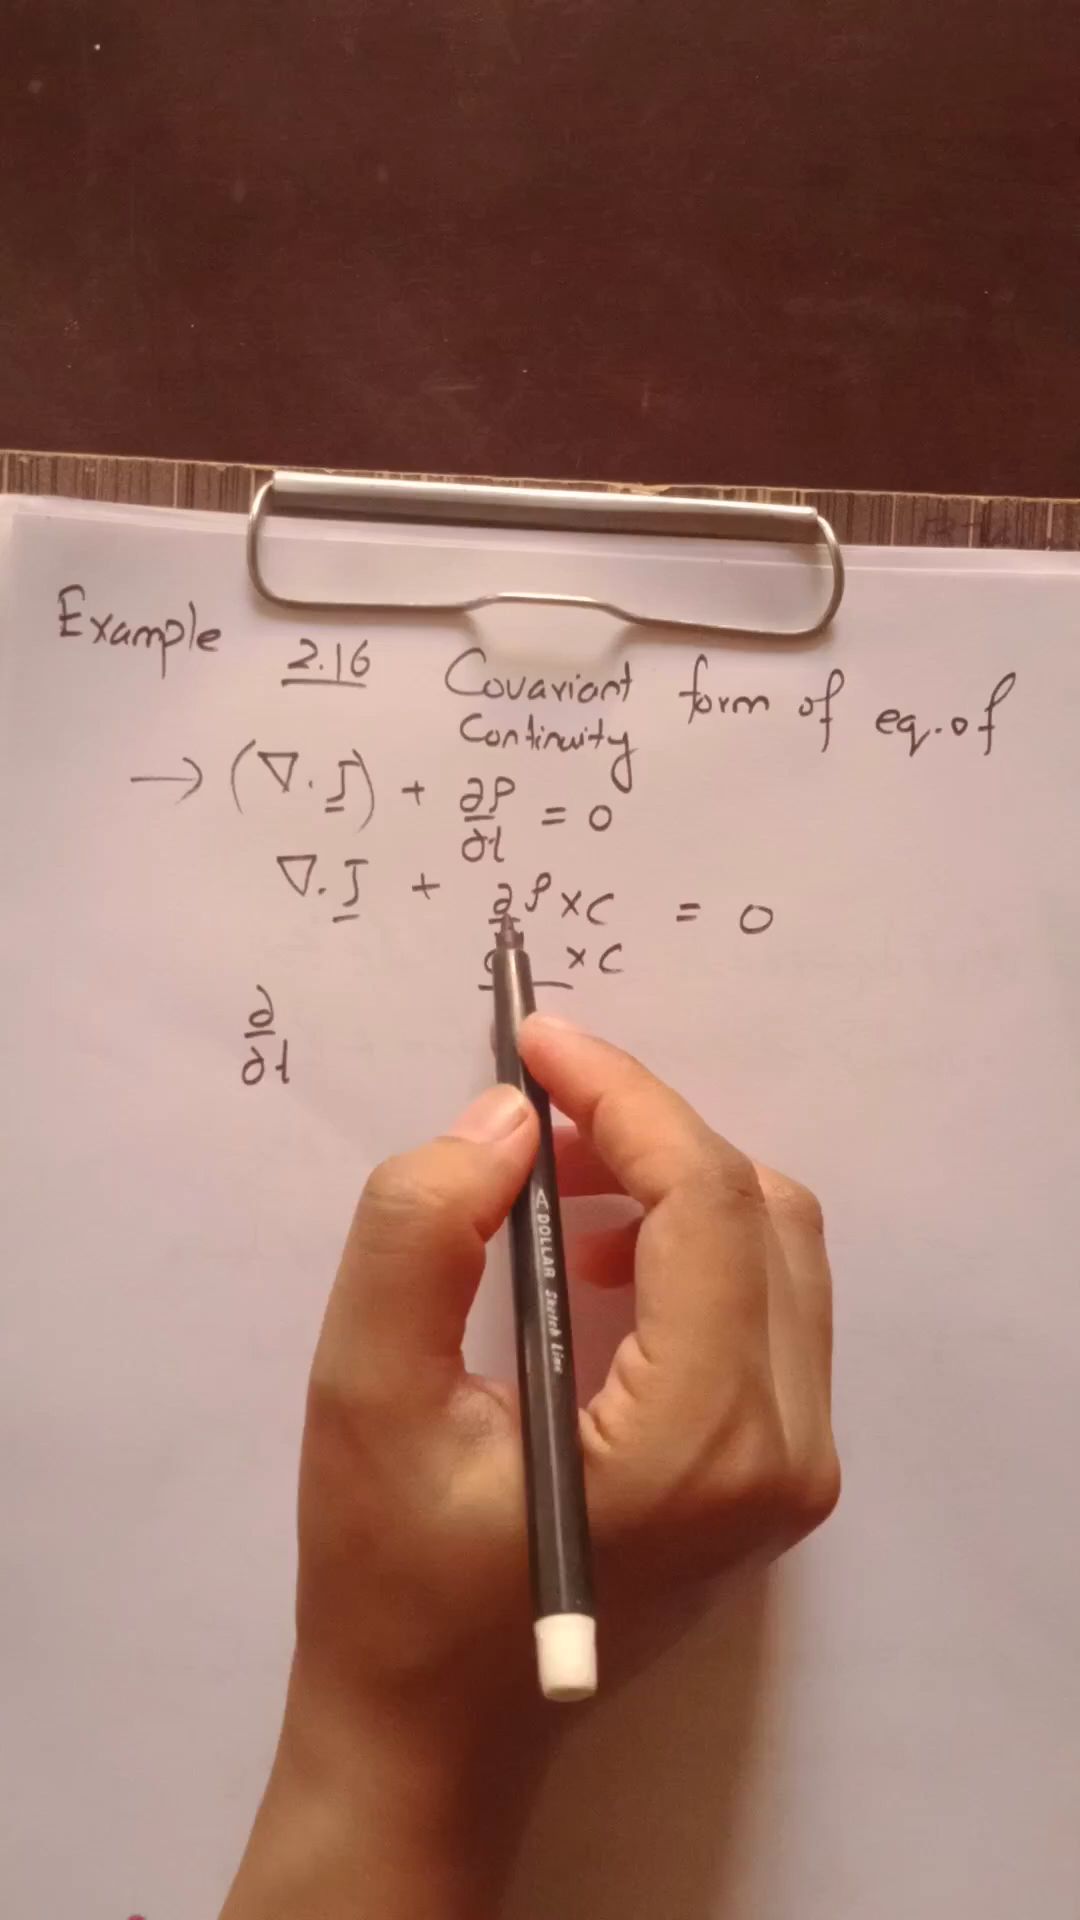 Example 2.16 Covariant form of eq. of
Continuity
→ (∇. J) + ∂ρ/∂t = 0
∇. J + ∂ρ ×C = 0
×C
∂/∂t
DOLLAR Sketch Line